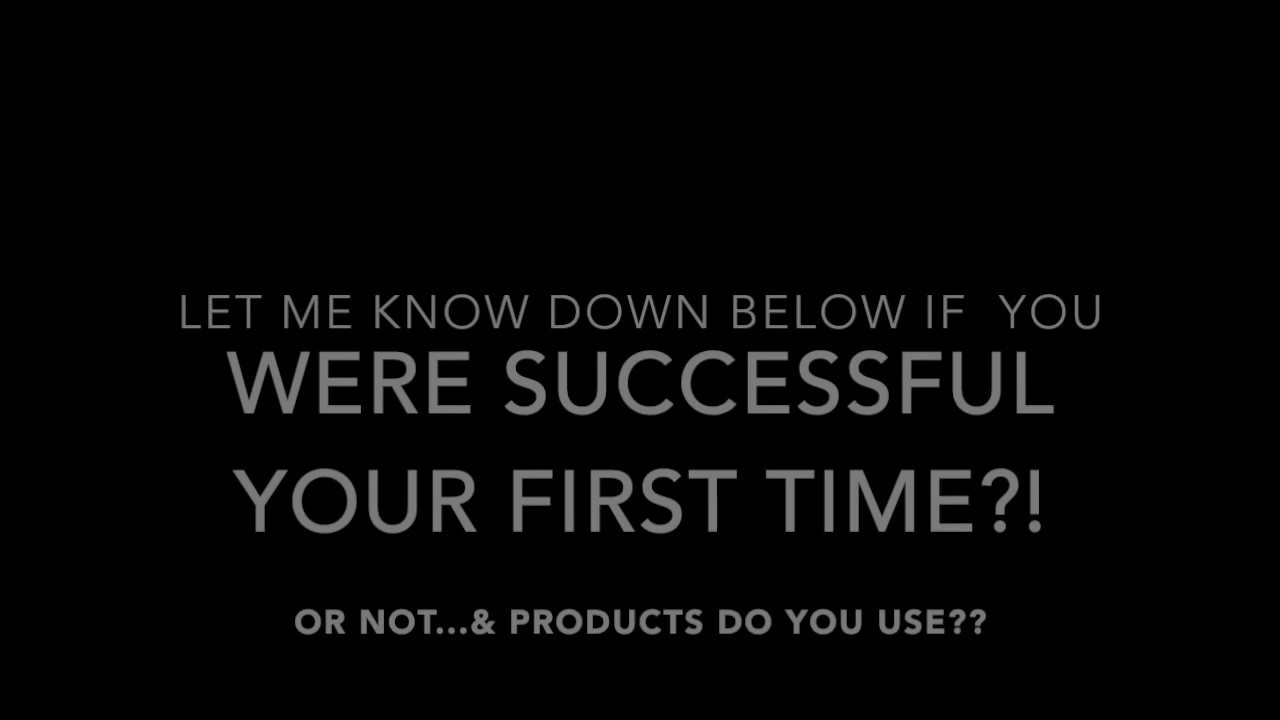 LET ME KNOW DOWN BELOW IF  YOU
WERE SUCCESSFUL
YOUR FIRST TIME?!
OR NOT...& PRODUCTS DO YOU USE??